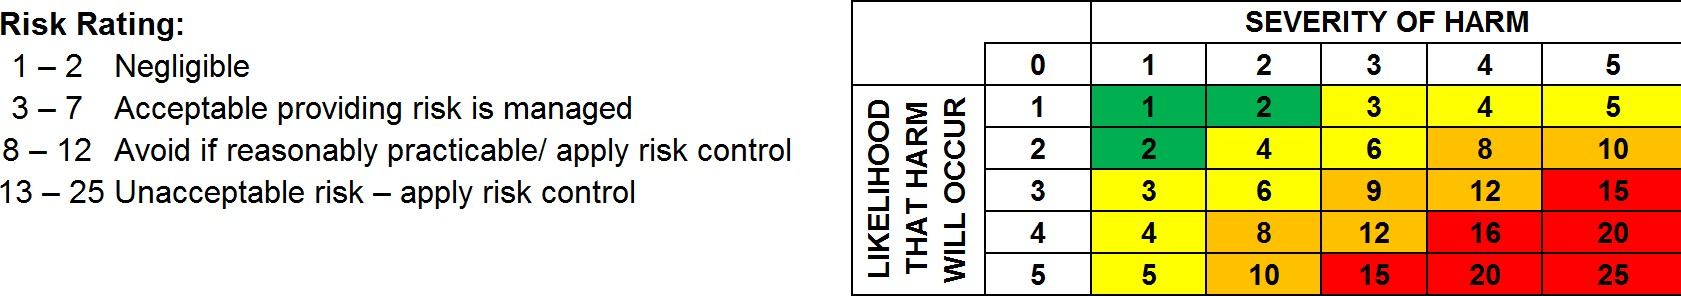 Risk Rating:
1 – 2 Negligible
3 – 7 Acceptable providing risk is managed
8 – 12 Avoid if reasonably practicable/ apply risk control
13 – 25 Unacceptable risk – apply risk control
SEVERITY OF HARM
0 1 2 3 4 5
LIKELIHOOD
THAT HARM
WILL OCCUR
1 1 2 3 4 5
2 2 4 6 8 10
3 3 6 9 12 15
4 4 8 12 16 20
5 5 10 15 20 25